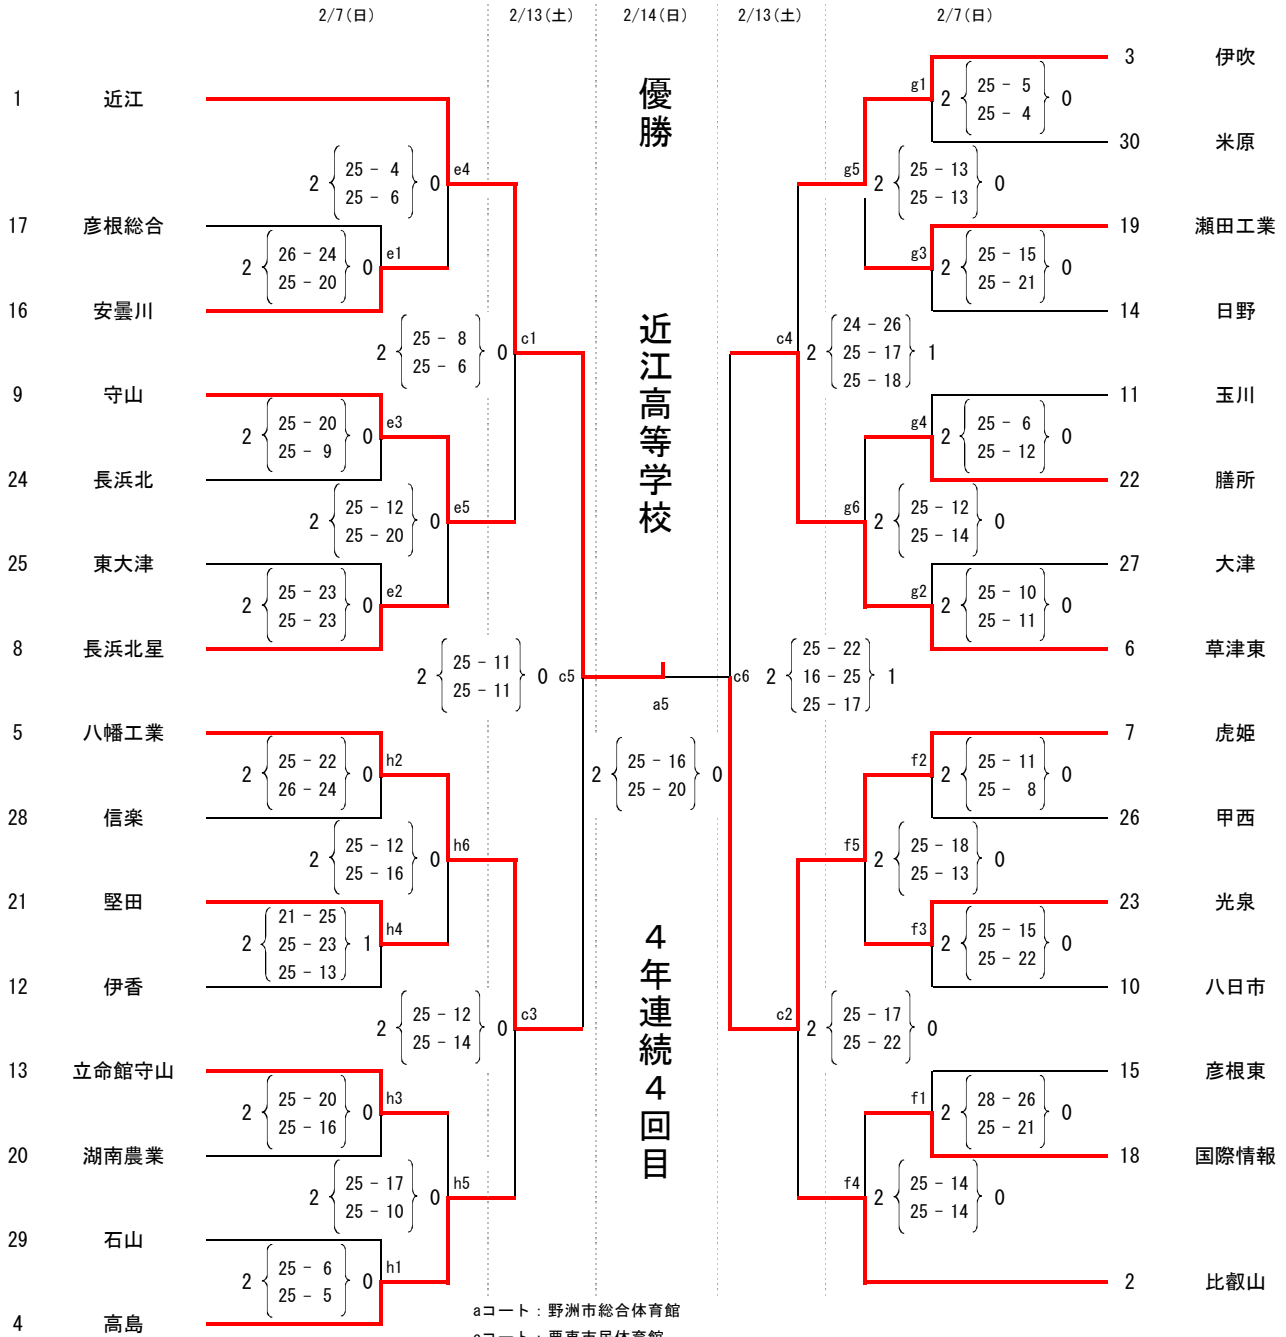 2/7(日)
2/13(土)
2/14(日)
2/13(土)
2/7(日)
優勝
近江高等学校
４年連続４回目
1 近江
17 彦根総合
16 安曇川
9 守山
24 長浜北
25 東大津
8 長浜北星
5 八幡工業
28 信楽
21 堅田
12 伊香
13 立命館守山
20 湖南農業
29 石山
4 高島
e4
2 25 - 4 0
25 - 6
e1
2 26 - 24 0
25 - 20
c1
2 25 - 8 0
25 - 6
e3
2 25 - 20 0
25 - 9
e5
2 25 - 12 0
25 - 20
e2
2 25 - 23 0
25 - 23
c5
2 25 - 11 0
25 - 11
h2
2 25 - 22 0
26 - 24
h6
2 25 - 12 0
25 - 16
h4
21 - 25
2 25 - 23 1
25 - 13
c3
2 25 - 12 0
25 - 14
h3
2 25 - 20 0
25 - 16
h5
2 25 - 17 0
25 - 10
h1
2 25 - 6 0
25 - 5
a5
2 25 - 16 0
25 - 20
3 伊吹
30 米原
19 瀬田工業
14 日野
11 玉川
22 膳所
27 大津
6 草津東
7 虎姫
26 甲西
23 光泉
10 八日市
15 彦根東
18 国際情報
2 比叡山
g1
2 25 - 5 0
25 - 4
g5
2 25 - 13 0
25 - 13
g3
2 25 - 15 0
25 - 21
c4
24 - 26
2 25 - 17 1
25 - 18
g4
2 25 - 6 0
25 - 12
g6
2 25 - 12 0
25 - 14
g2
2 25 - 10 0
25 - 11
c6
25 - 22
2 16 - 25 1
25 - 17
f2
2 25 - 11 0
25 - 8
f5
2 25 - 18 0
25 - 13
f3
2 25 - 15 0
25 - 22
c2
2 25 - 17 0
25 - 22
f1
2 28 - 26 0
25 - 21
f4
2 25 - 14 0
25 - 14
aコート：野洲市総合体育館
cコート：栗東市民体育館